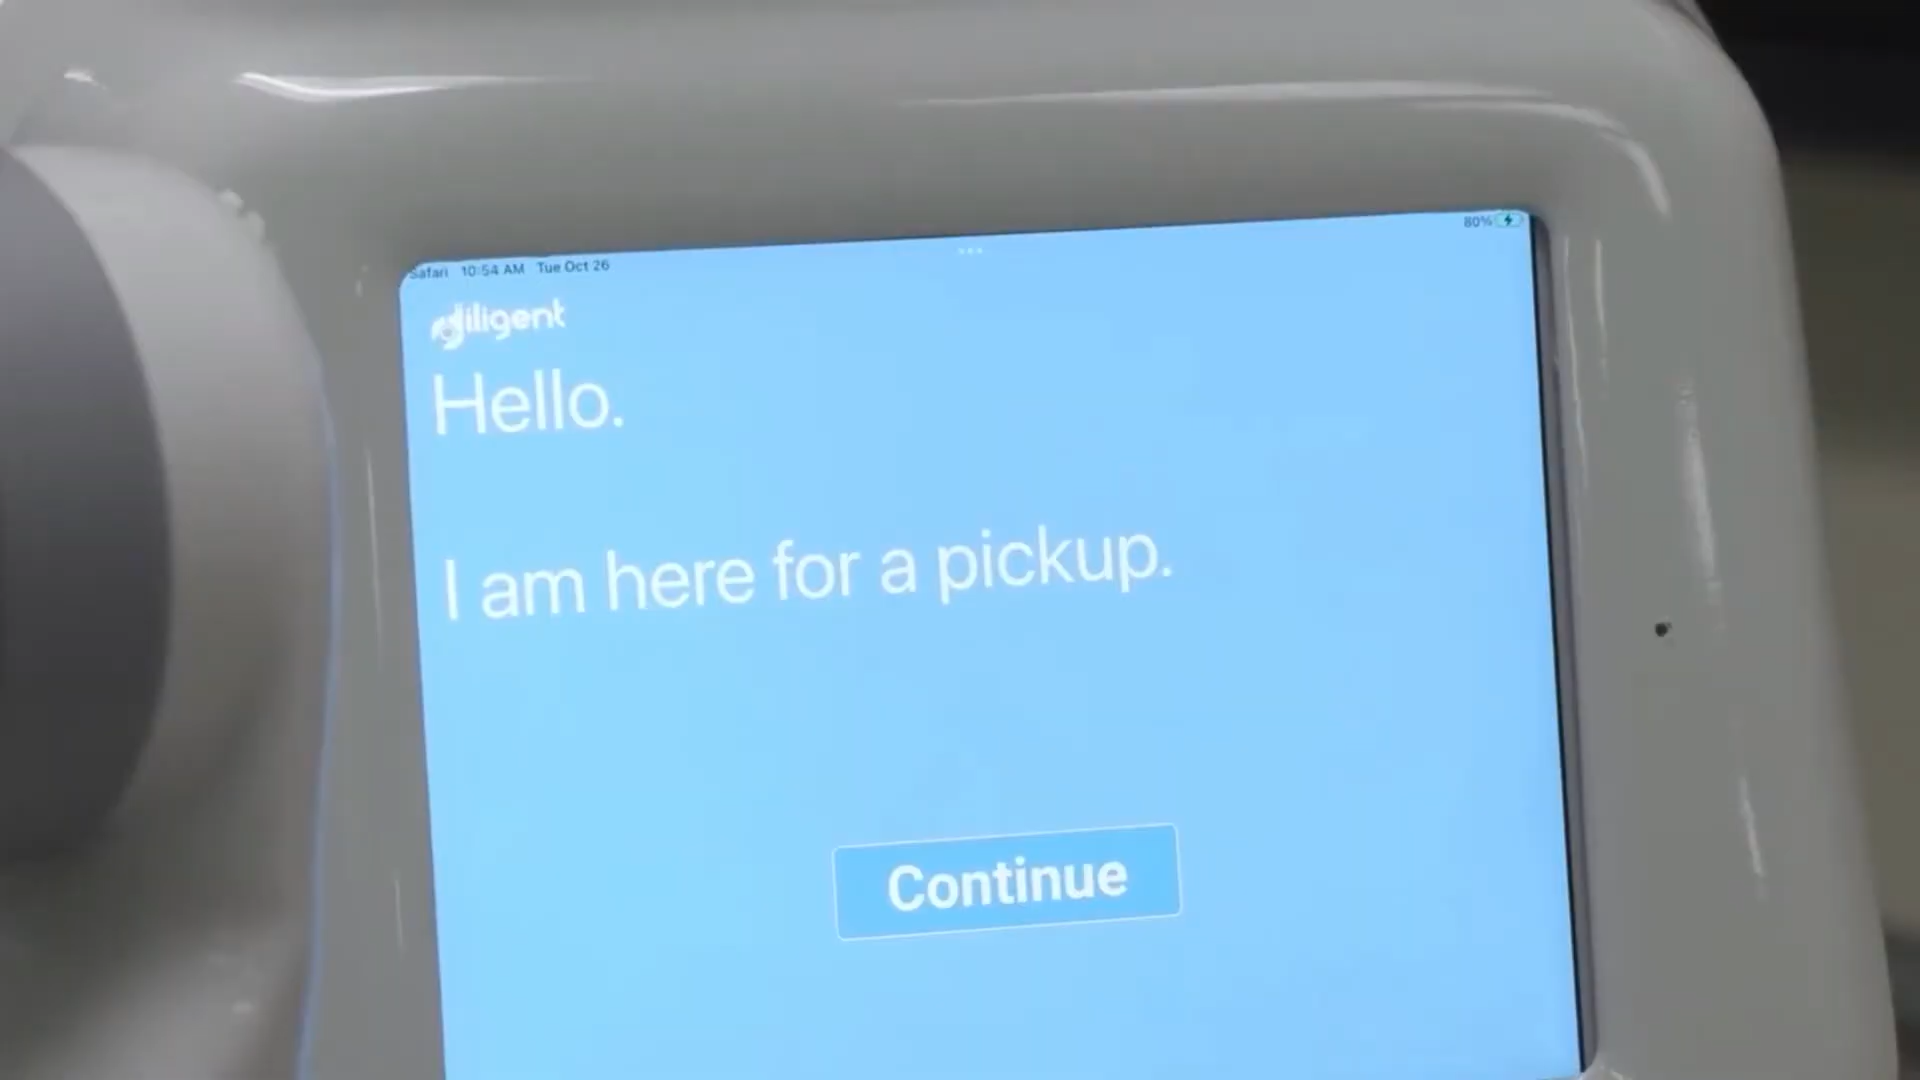 Safari 10:54 AM Tue Oct 26
80%
diligent
Hello.
I am here for a pickup.
Continue